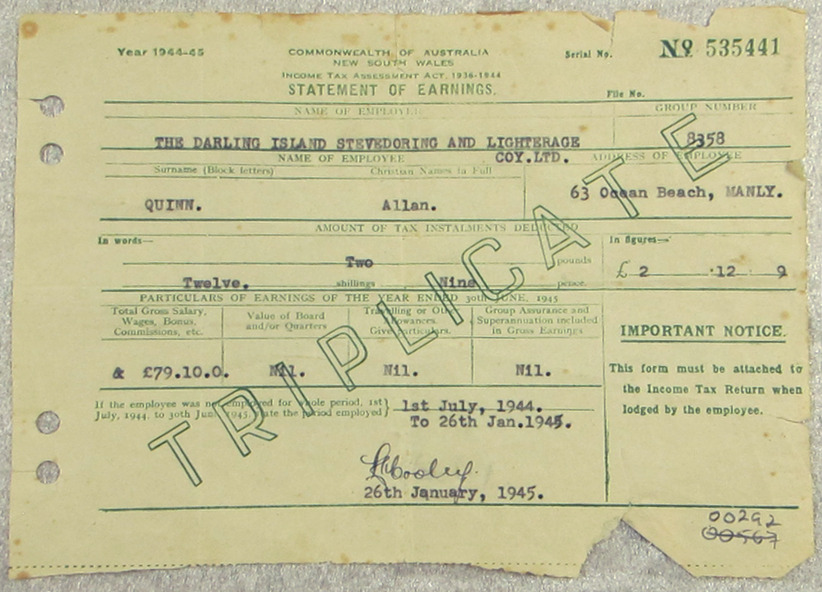 Year 1944-45
COMMONWEALTH OF AUSTRALIA
NEW SOUTH WALES
INCOME TAX ASSESSMENT ACT, 1936-1944
STATEMENT OF EARNINGS.
Serial No. No 535441
File No.
NAME OF EMPLOYER
GROUP NUMBER
THE DARLING ISLAND STEVEDORING AND LIGHTERAGE
COY.LTD.
8358
NAME OF EMPLOYEE
ADDRESS OF EMPLOYEE
Surname (Block letters) Christian Names in Full
QUINN. Allan. 63 Ocean Beach, MANLY.
AMOUNT OF TAX INSTALMENTS DEDUCTED
In words—
Two pounds
Twelve. shillings Nine pence.
In figures—
£ 2 12 9
PARTICULARS OF EARNINGS OF THE YEAR ENDED 30TH JUNE, 1945
Total Gross Salary,
Wages, Bonus,
Commissions, etc.
Value of Board
and/or Quarters
Travelling or Other
Allowances.
Give Particulars.
Group Assurance and
Superannuation included
in Gross Earnings
& £79.10.0. Nil. Nil. Nil.
If the employee was not employed for whole period, 1st
July, 1944, to 30th June, 1945, state the period employed}
1st July, 1944.
To 26th Jan.1945.
26th January, 1945.
IMPORTANT NOTICE.
This form must be attached to
the Income Tax Return when
lodged by the employee.
TRIPLICATE
00292
00567